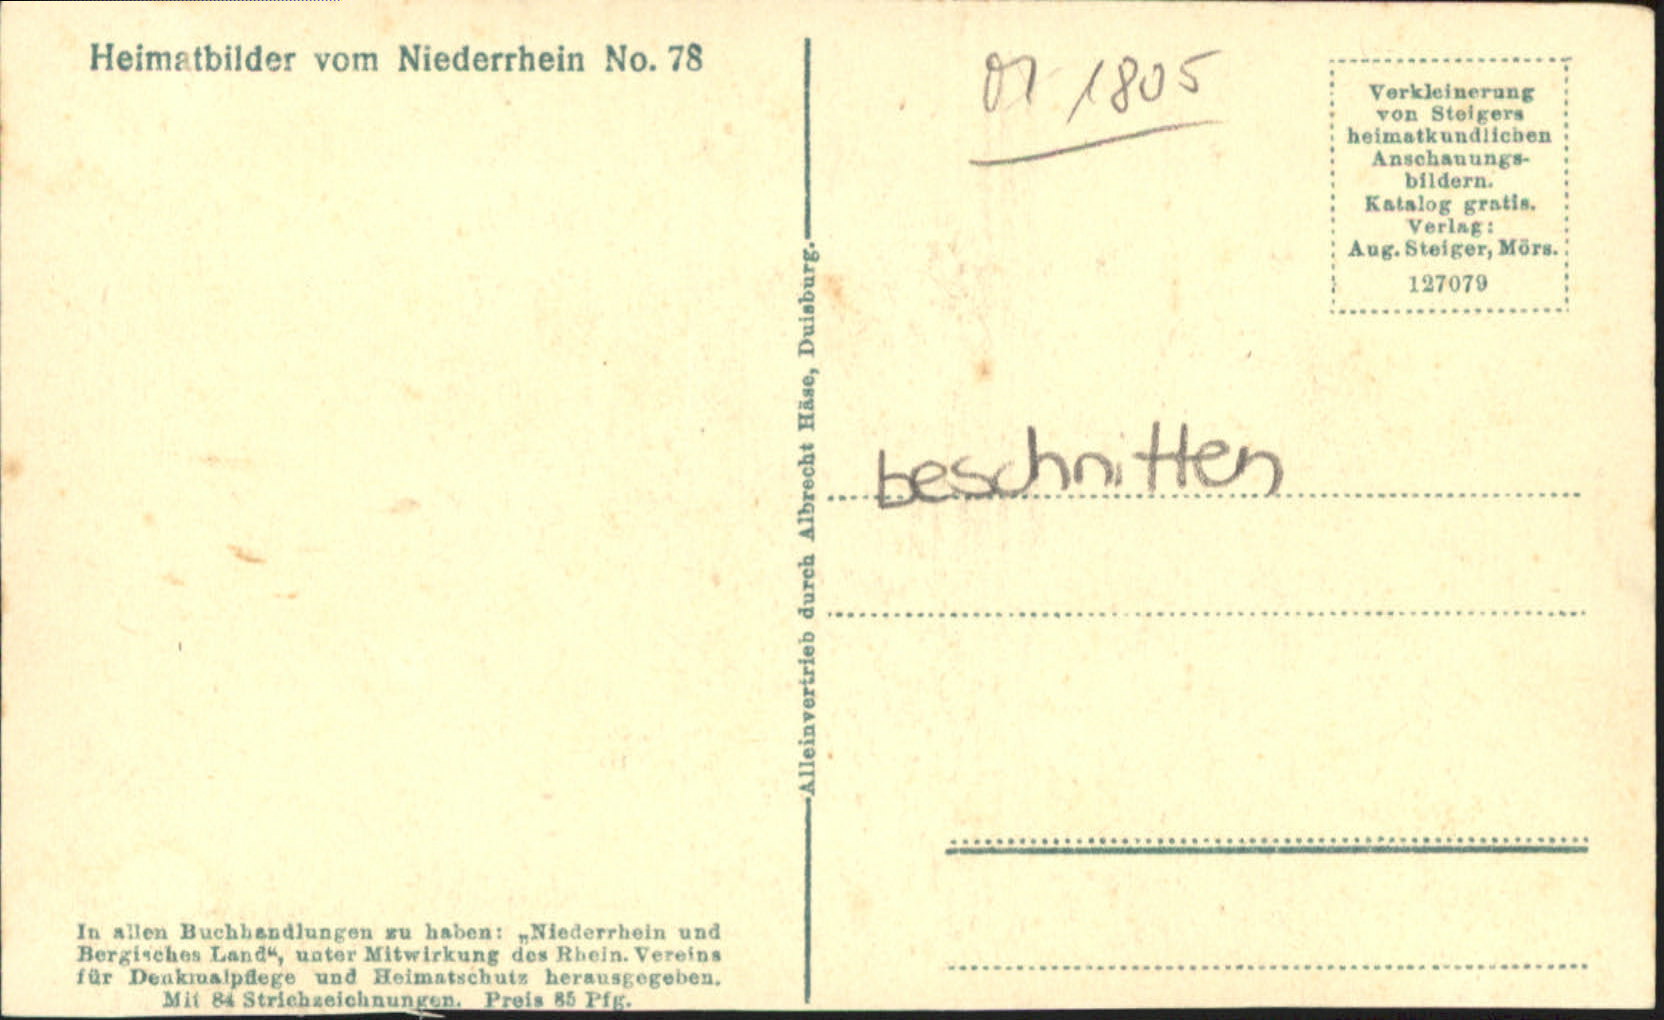 Heimatbilder vom Niederrhein No. 78
In allen Buchhandlungen zu haben: „Niederrhein und
Bergisches Land“, unter Mitwirkung des Rhein. Vereins
für Denkmalpflege und Heimatschutz herausgegeben.
Mit 84 Strichzeichnungen. Preis 85 Pfg.
Alleinvertrieb durch Albrecht Häse, Duisburg.
1805
Verkleinerung
von Steigers
heimatkundlichen
Anschauungs-
bildern.
Katalog gratis.
Verlag:
Aug. Steiger, Mörs.
127079
beschnitten